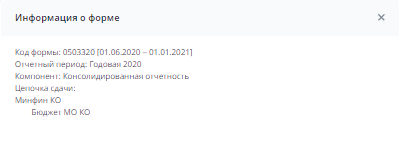 Информация о форме
Код формы: 0503320 [01.06.2020 – 01.01.2021]
Отчетный период: Годовая 2020
Компонент: Консолидированная отчетность
Цепочка сдачи:
Минфин КО
Бюджет МО КО